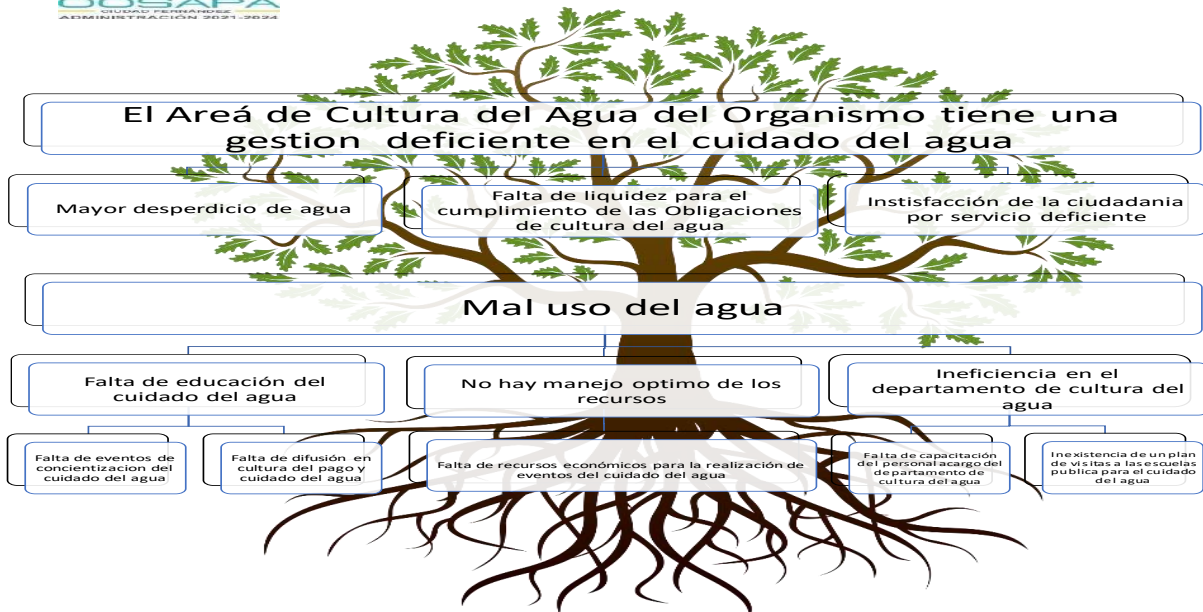 OOSAPA
CIUDAD FERNÁNDEZ
ADMINISTRACIÓN 2021-2024
El Areá de Cultura del Agua del Organismo tiene una
gestion deficiente en el cuidado del agua
Mayor desperdicio de agua
Falta de liquidez para el
cumplimiento de las Obligaciones
de cultura del agua
Instisfacción de la ciudadania
por servicio deficiente
Mal uso del agua
Falta de educación del
cuidado del agua
No hay manejo optimo de los
recursos
Ineficiencia en el
departamento de cultura del
agua
Falta de eventos de
concientizacion del
cuidado del agua
Falta de difusión en
cultura del pago y
cuidado del agua
Falta de recursos económicos para la realización de
eventos del cuidado del agua
Falta de capacitación
del personal acargo del
departamento de
cultura del agua
Inexistencia de un plan
de visitas a las escuelas
publica para el cuidado
del agua